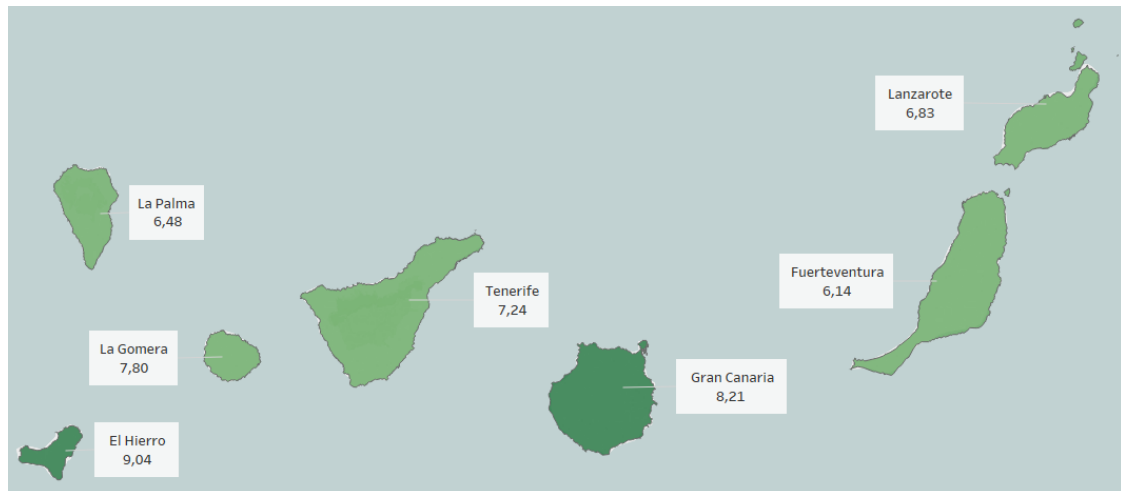 Lanzarote
6,83
La Palma
6,48
Fuerteventura
6,14
Tenerife
7,24
La Gomera
7,80
Gran Canaria
8,21
El Hierro
9,04